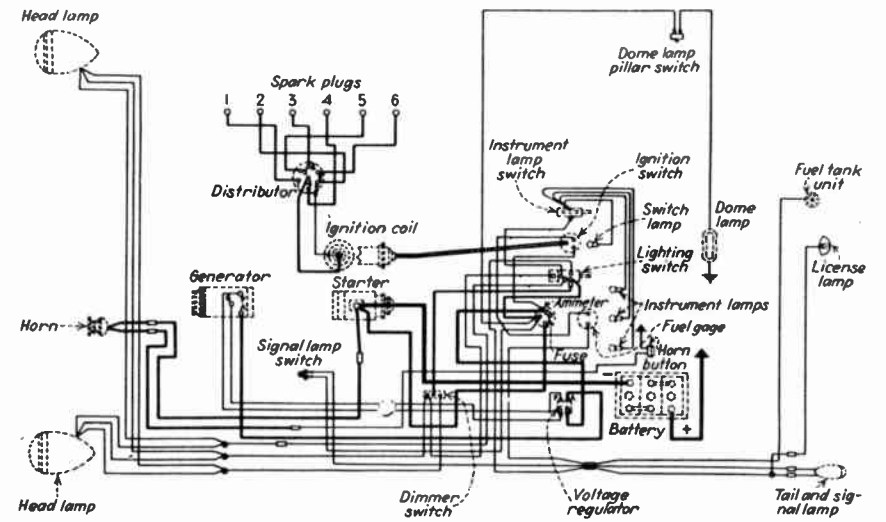 Head lamp
Dome lamp
pillar switch
Spark plugs
1 2 3 4 5 6
Instrument
lamp
switch
Ignition
switch
Fuel tank
unit
Distributor
Switch
lamp
Dome
lamp
Ignition coil
Lighting
switch
License
lamp
Generator
Starter
Ammeter
Instrument lamps
Horn
Fuel gage
Signal lamp
switch
Fuse
Horn
button
-
Battery +
Head lamp
Dimmer
switch
Voltage
regulator
Tail and sig-
nal lamp